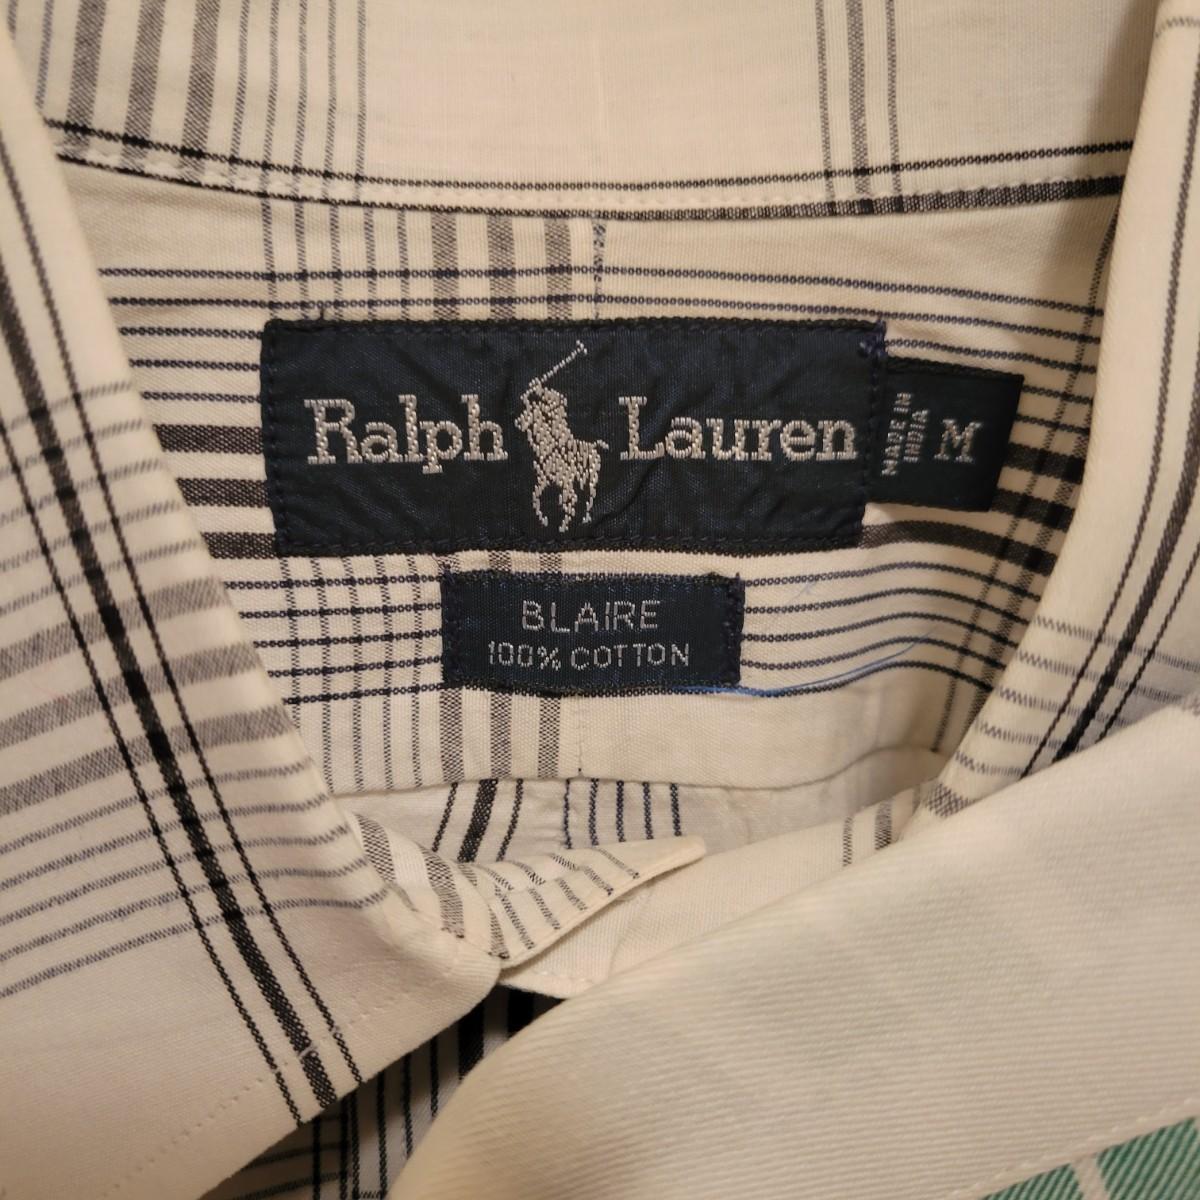 Ralph Lauren
MADE IN
INDIA
M
BLAIRE
100% COTTON